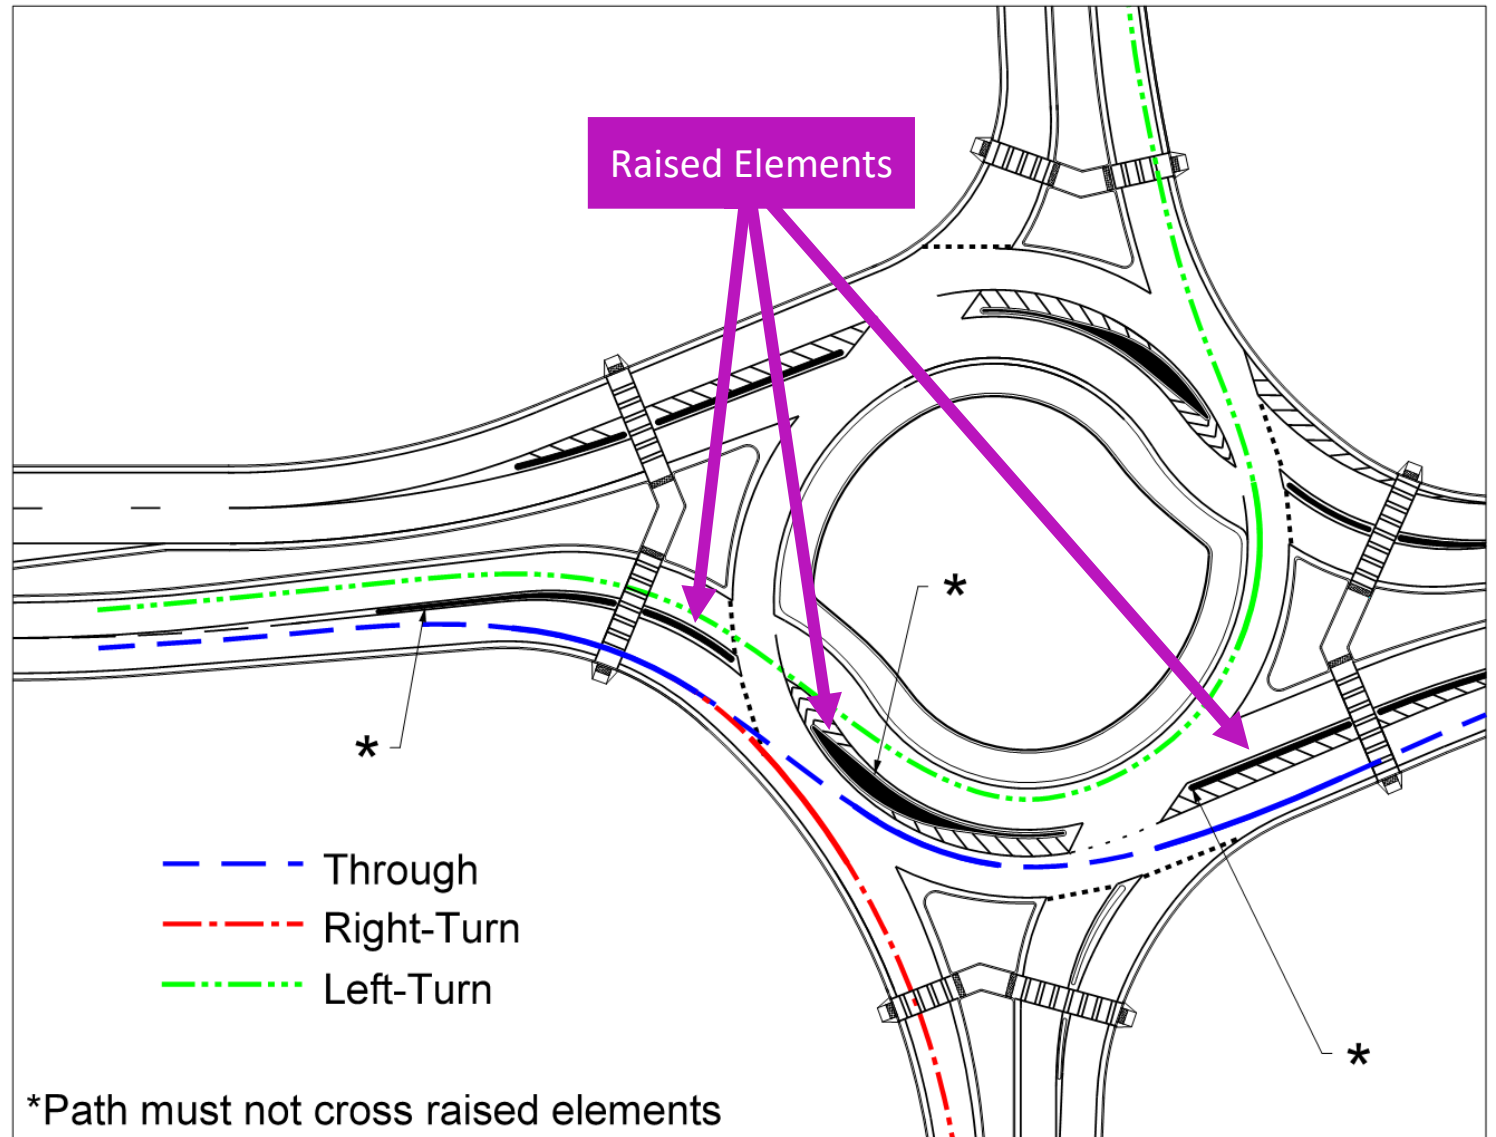 Raised Elements
*
*
Through
Right-Turn
Left-Turn
*
*Path must not cross raised elements